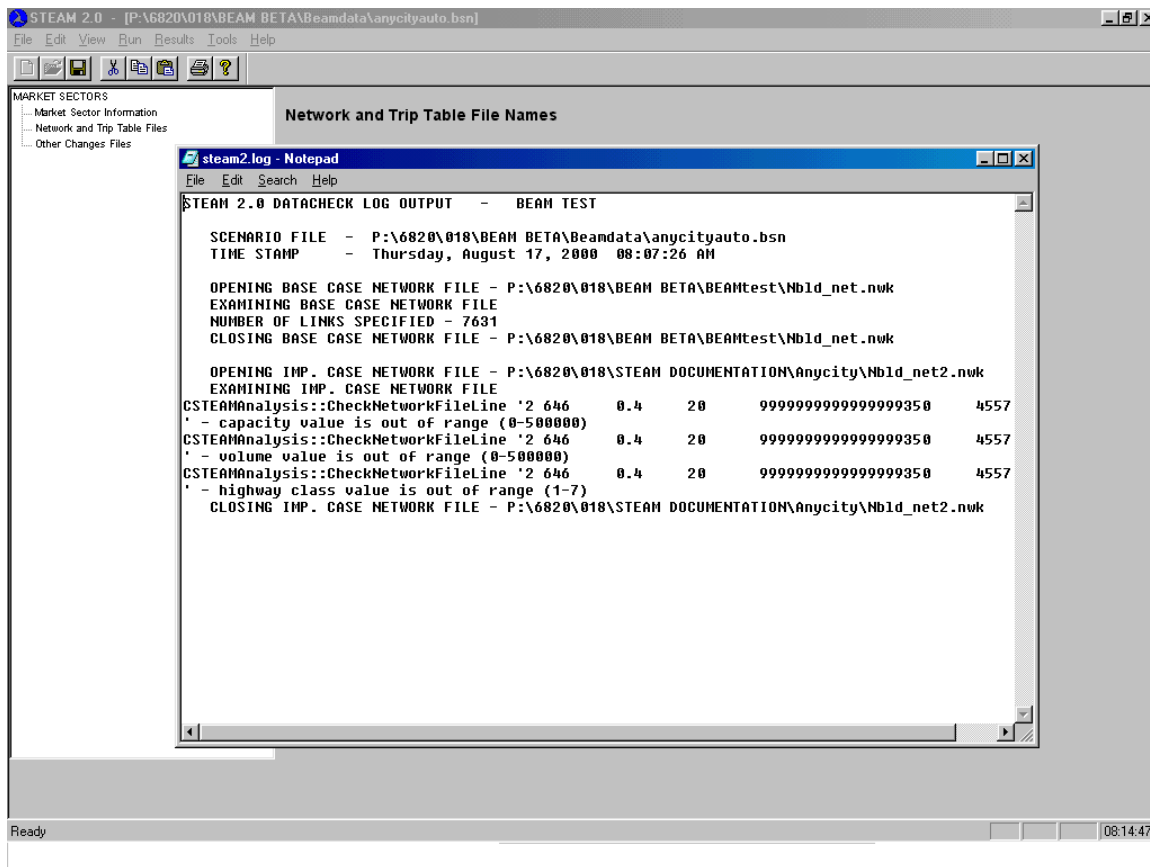 STEAM 2.0 - [P:\6820\018\BEAM BETA\Beamdata\anycityauto.bsn]
File Edit View Run Results Tools Help
MARKET SECTORS
Market Sector Information
Network and Trip Table Files
Other Changes Files
Network and Trip Table File Names
steam2.log - Notepad
File Edit Search Help
STEAM 2.0 DATACHECK LOG OUTPUT - BEAM TEST
SCENARIO FILE - P:\6820\018\BEAM BETA\Beamdata\anycityauto.bsn
TIME STAMP - Thursday, August 17, 2000 08:07:26 AM
OPENING BASE CASE NETWORK FILE - P:\6820\018\BEAM BETA\BEAMtest\Nbld_net.nwk
EXAMINING BASE CASE NETWORK FILE
NUMBER OF LINKS SPECIFIED - 7631
CLOSING BASE CASE NETWORK FILE - P:\6820\018\BEAM BETA\BEAMtest\Nbld_net.nwk
OPENING IMP. CASE NETWORK FILE - P:\6820\018\STEAM DOCUMENTATION\Anycity\Nbld_net2.nwk
EXAMINING IMP. CASE NETWORK FILE
CSTEAMAnalysis::CheckNetworkFileLine '2 646 0.4 20 9999999999999999350 4557
' - capacity value is out of range (0-500000)
CSTEAMAnalysis::CheckNetworkFileLine '2 646 0.4 20 9999999999999999350 4557
' - volume value is out of range (0-500000)
CSTEAMAnalysis::CheckNetworkFileLine '2 646 0.4 20 9999999999999999350 4557
' - highway class value is out of range (1-7)
CLOSING IMP. CASE NETWORK FILE - P:\6820\018\STEAM DOCUMENTATION\Anycity\Nbld_net2.nwk
Ready
08:14:47